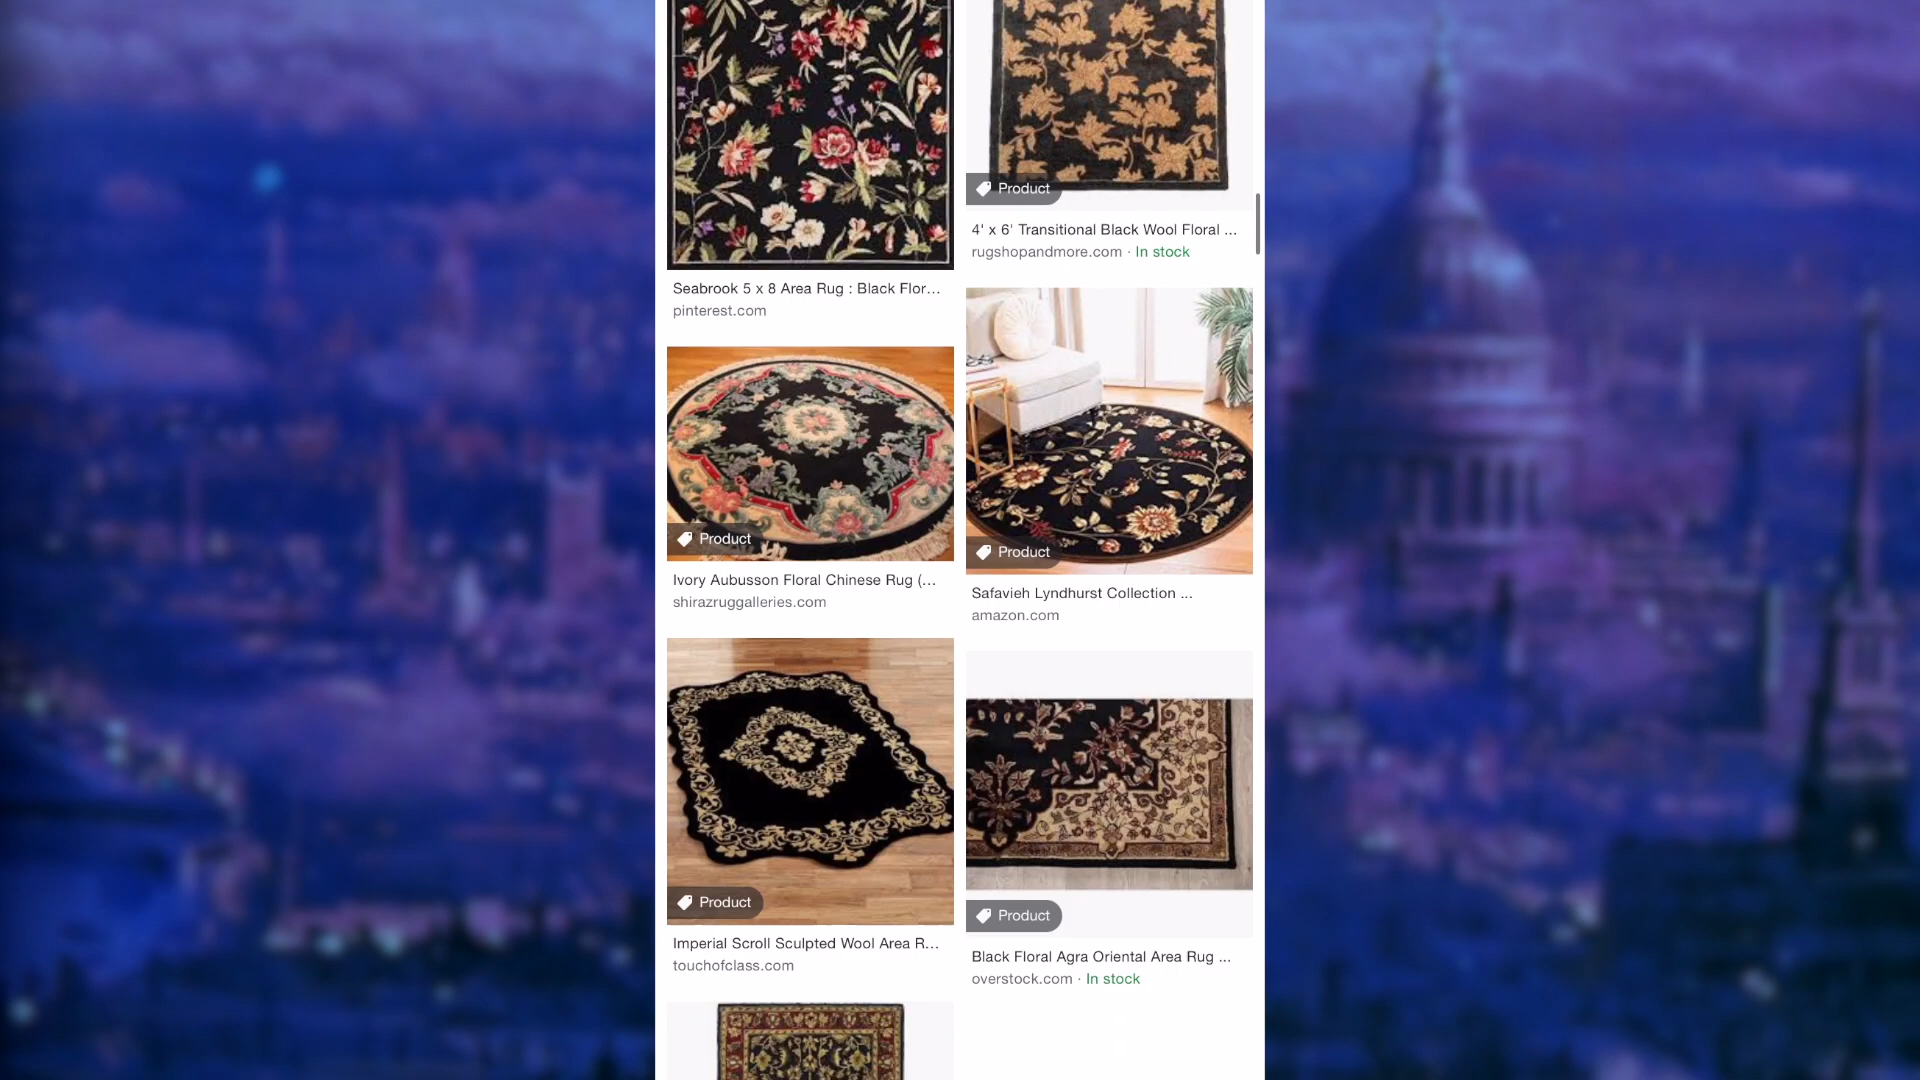 Seabrook 5 x 8 Area Rug : Black Flor...
pinterest.com
Product
Ivory Aubusson Floral Chinese Rug (...
shirazruggalleries.com
Product
Imperial Scroll Sculpted Wool Area R...
touchofclass.com
Product
4' x 6' Transitional Black Wool Floral ...
rugshopandmore.com · In stock
Product
Safavieh Lyndhurst Collection ...
amazon.com
Product
Black Floral Agra Oriental Area Rug ...
overstock.com · In stock